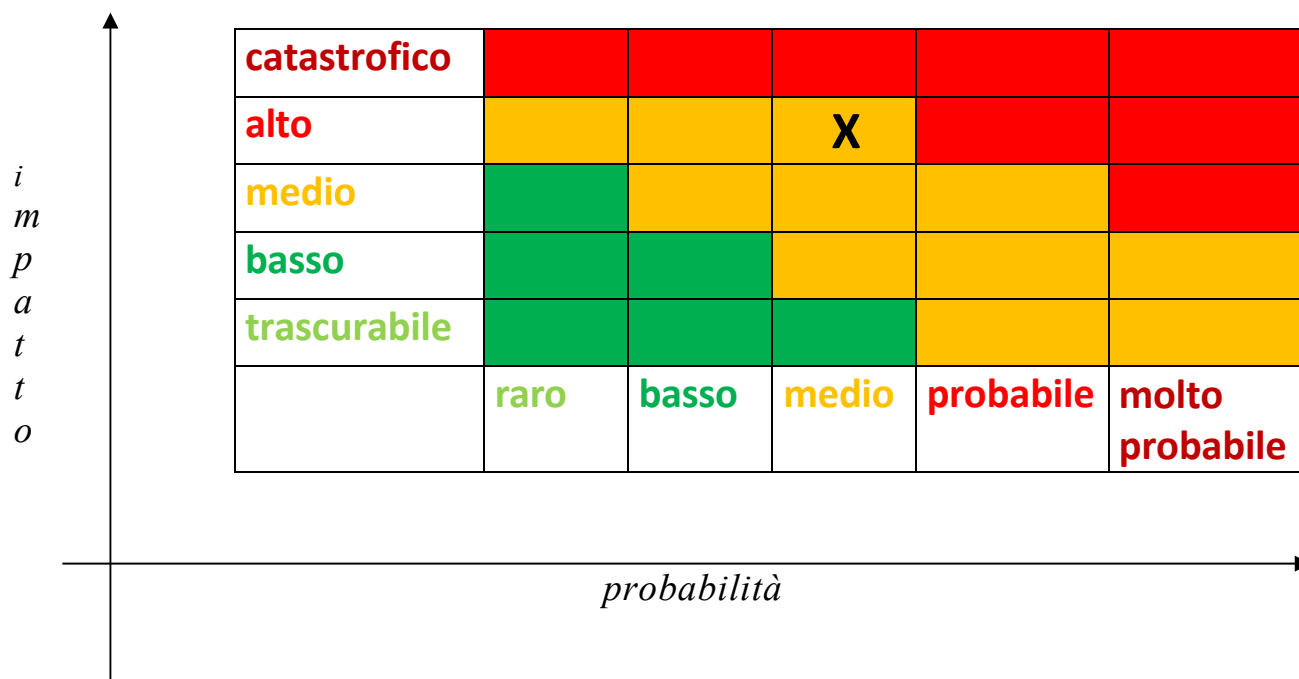 catastrofico
alto
X
medio
basso
trascurabile
raro basso medio probabile molto
probabile
i
m
p
a
t
t
o
probabilità